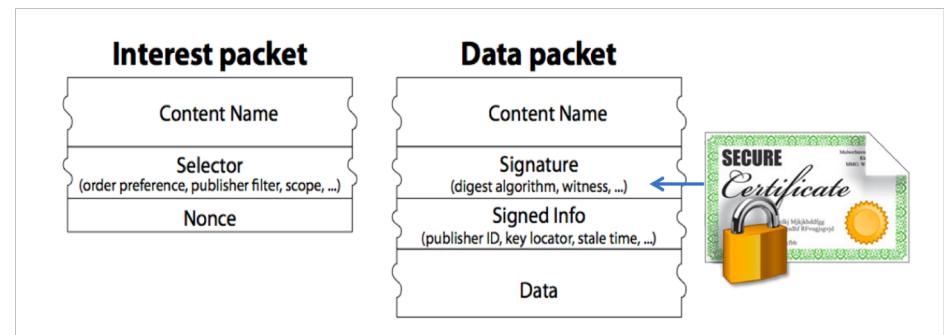 Interest packet
Content Name
Selector
(order preference, publisher filter, scope, ...)
Nonce
Data packet
Content Name
Signature
(digest algorithm, witness, ...)
Signed Info
(publisher ID, key locator, stale time, ...)
Data
SECURE
Certificate